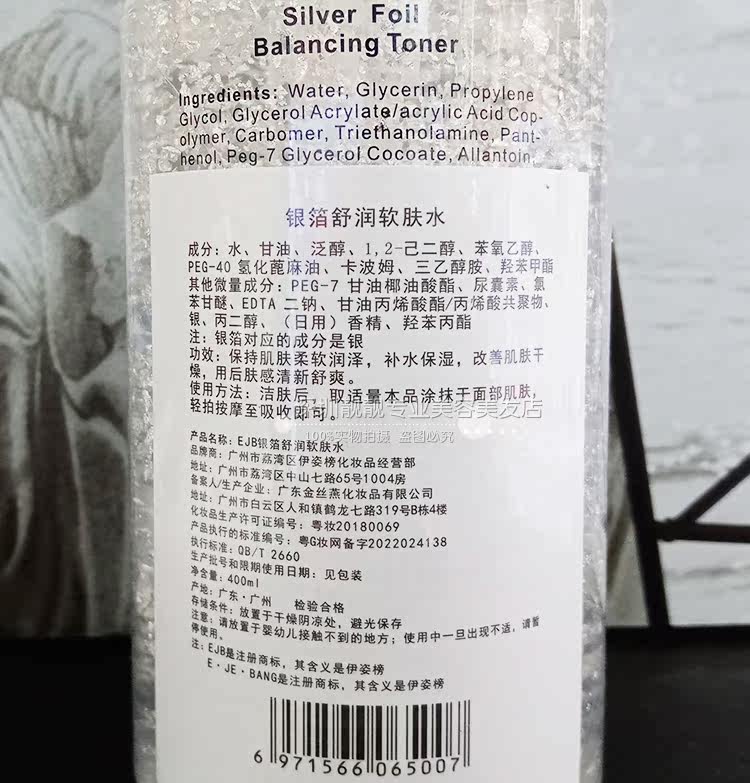 Silver Foil
Balancing Toner
Ingredients: Water, Glycerin, Propylene
Glycol, Glycerol Acrylate/acrylic Acid Cop-
olymer, Carbomer, Triethanolamine, Pant-
henol, Peg-7 Glycerol Cocoate, Allantoin,
银箔舒润软肤水
成分：水、甘油、泛醇、1,2-己二醇、苯氧乙醇、
PEG-40 氢化蓖麻油、卡波姆、三乙醇胺、羟苯甲酯
其他微量成分：PEG-7 甘油椰油酸酯、尿囊素、氯
苯甘醚、EDTA 二钠、甘油丙烯酸酯/丙烯酸共聚物、
银、丙二醇、（日用）香精、羟苯丙酯
注：银箔对应的成分是银
功效：保持肌肤柔软润泽，补水保湿，改善肌肤干
燥，用后肤感清新舒爽。
使用方法：洁肤后，取适量本品涂抹于面部肌肤，
轻拍按摩至吸收即可。
深圳靓靓专业美容美发店
100%实物拍摄 盗图必究
产品名称：EJB银箔舒润软肤水
品牌商：广州市荔湾区伊姿榜化妆品经营部
地址：广州市荔湾区中山七路65号1004房
备案人/生产企业：广东金丝燕化妆品有限公司
地址：广州市白云区人和镇鹤龙七路319号B栋4楼
化妆品生产许可证编号：粤妆20180069
产品执行的标准编号：粤G妆网备字2022024138
执行标准：QB/T 2660
生产批号和限期使用日期：见包装
净含量：400ml
产地：广东·广州 检验合格
存储条件：放置于干燥阴凉处，避光保存
注意：请放置于婴幼儿接触不到的地方；使用中一旦出现不适，请暂
停使用。
注：EJB是注册商标，其含义是伊姿榜
E·JE·BANG是注册商标，其含义是伊姿榜
6 971566 065007